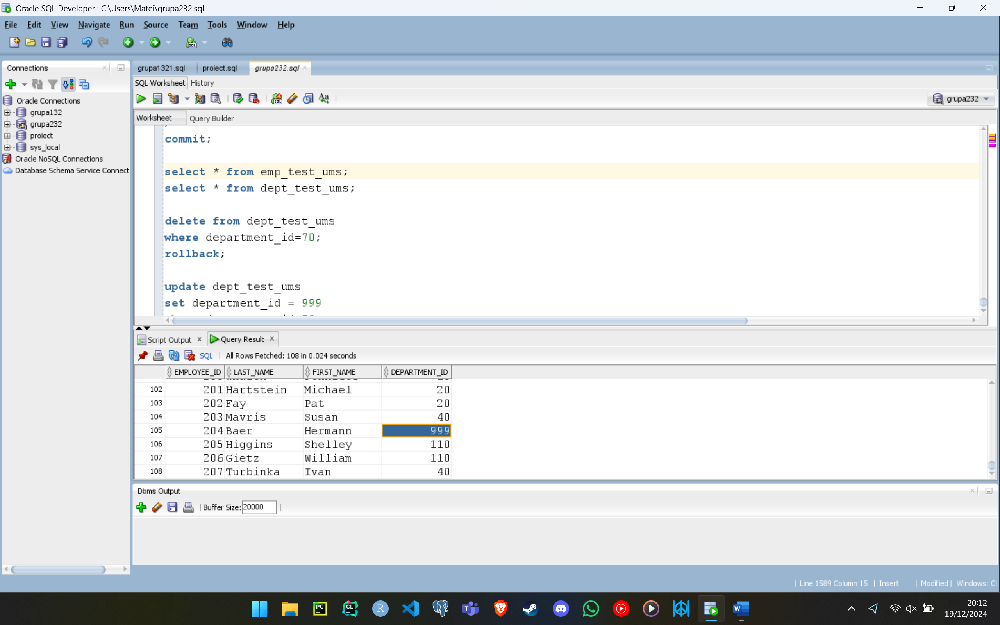 Oracle SQL Developer : C:\Users\Matei\grupa232.sql
File Edit View Navigate Run Source Team Tools Window Help
Connections
Oracle Connections
grupa132
grupa232
proiect
sys_local
Oracle NoSQL Connections
Database Schema Service Connect
grupa1321.sql proiect.sql grupa232.sql
SQL Worksheet History
grupa232
Worksheet Query Builder
commit;
select * from emp_test_ums;
select * from dept_test_ums;
delete from dept_test_ums
where department_id=70;
rollback;
update dept_test_ums
set department_id = 999
Script Output Query Result
SQL | All Rows Fetched: 108 in 0.024 seconds
EMPLOYEE_ID LAST_NAME FIRST_NAME DEPARTMENT_ID
102 201 Hartstein Michael 20
103 202 Fay Pat 20
104 203 Mavris Susan 40
105 204 Baer Hermann 999
106 205 Higgins Shelley 110
107 206 Gietz William 110
108 207 Turbinka Ivan 40
Dbms Output
Buffer Size: 20000
| Line 1589 Column 15 | Insert | Modified | Windows: Cl
20:12
19/12/2024